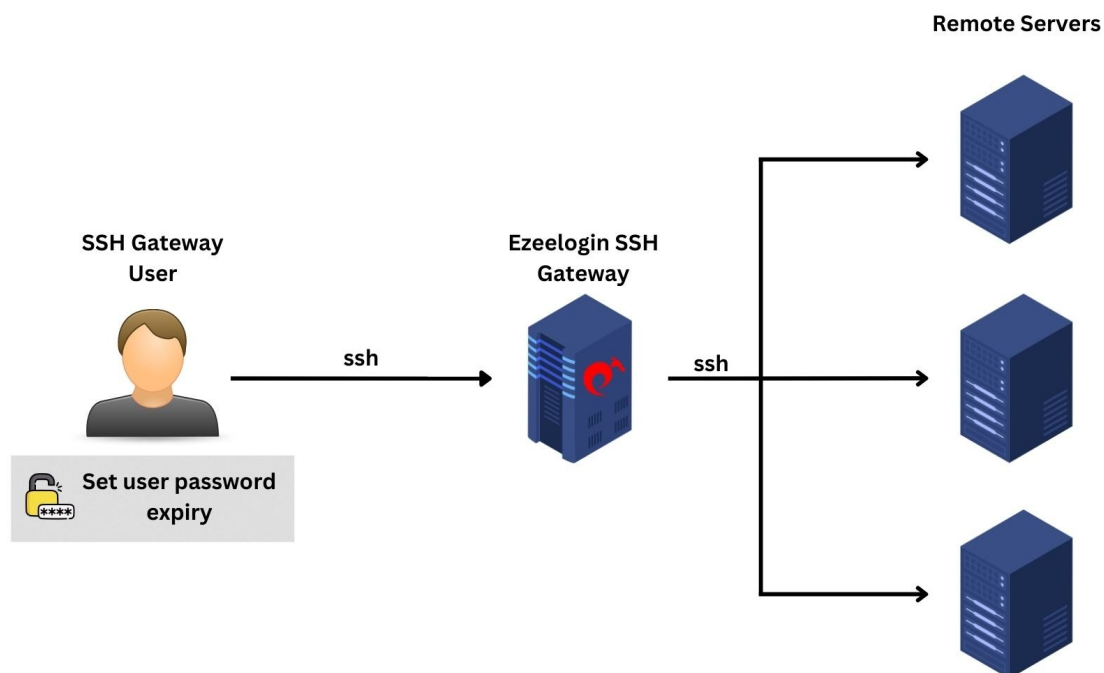 Remote Servers
SSH Gateway
User
Ezeelogin SSH
Gateway
ssh
ssh
Set user password
expiry
****